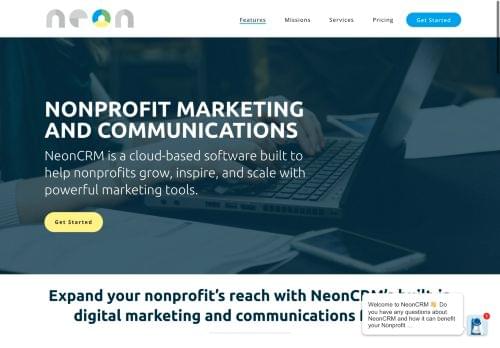 neon
Features Missions Services Pricing Get Started
NONPROFIT MARKETING
AND COMMUNICATIONS
NeonCRM is a cloud-based software built to
help nonprofits grow, inspire, and scale with
powerful marketing tools.
Get Started
Expand your nonprofit's reach with NeonCRM's built-in
digital marketing and communications
Welcome to NeonCRM 👋 Do
you have any questions about
NeonCRM and how it can benefit
your Nonprofit ...
1